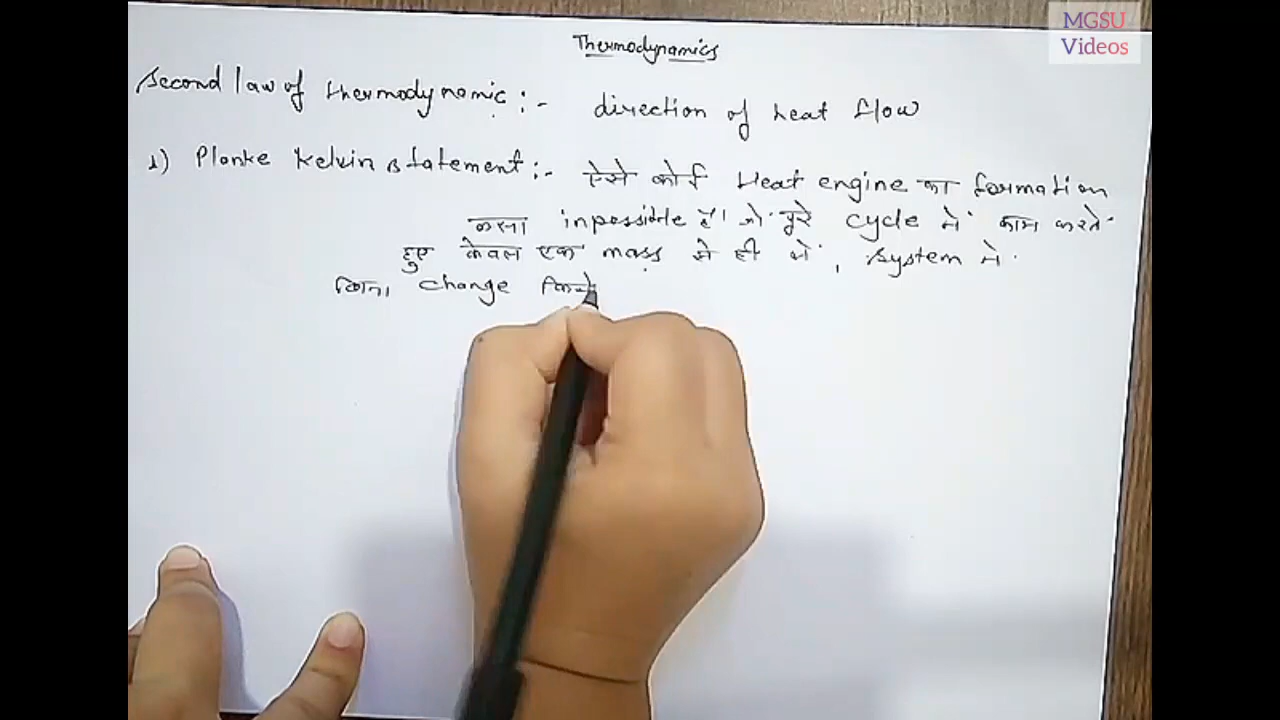 MGSU
Videos
Thermodynamics
Second law of thermodynamic :- direction of heat flow
1) Planke Kelvin statement :- ऐसे कोई Heat engine का formation
करना inpossible है। जो पूरे cycle में काम करते
हुए केवल एक mass से ही को, system में
बिना change किये